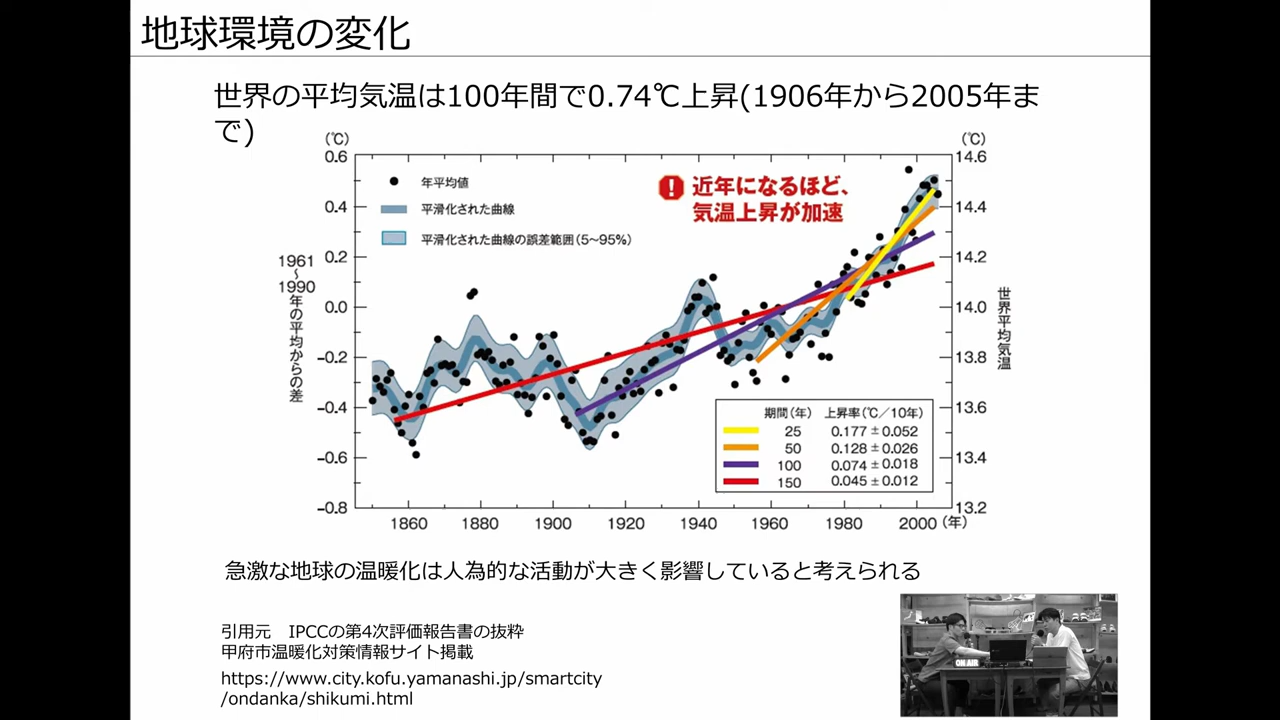 地球環境の変化
世界の平均気温は100年間で0.74℃上昇(1906年から2005年ま
で)
(℃)
(℃)
0.6
0.4
0.2
0.0
−0.2
−0.4
−0.6
−0.8
1961
〜
1990
年の平均からの差
年平均値
平滑化された曲線
平滑化された曲線の誤差範囲(5〜95%)
! 近年になるほど、
気温上昇が加速
14.6
14.4
14.2
14.0
13.8
13.6
13.4
13.2
世界平均気温
期間(年) 上昇率(℃/10年)
25 0.177±0.052
50 0.128±0.026
100 0.074±0.018
150 0.045±0.012
1860 1880 1900 1920 1940 1960 1980 2000 (年)
急激な地球の温暖化は人為的な活動が大きく影響していると考えられる
引用元 IPCCの第4次評価報告書の抜粋
甲府市温暖化対策情報サイト掲載
https://www.city.kofu.yamanashi.jp/smartcity
/ondanka/shikumi.html
ON AIR